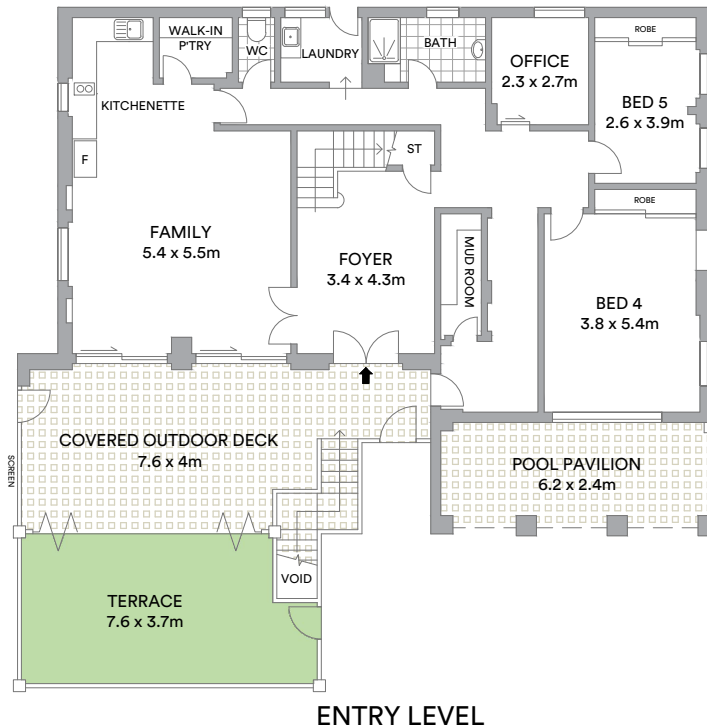 WALK-IN
P'TRY
WC
LAUNDRY
BATH
OFFICE
2.3 x 2.7m
ROBE
BED 5
2.6 x 3.9m
KITCHENETTE
F
ST
ROBE
FAMILY
5.4 x 5.5m
FOYER
3.4 x 4.3m
MUD ROOM
BED 4
3.8 x 5.4m
COVERED OUTDOOR DECK
7.6 x 4m
SCREEN
POOL PAVILION
6.2 x 2.4m
VOID
TERRACE
7.6 x 3.7m
ENTRY LEVEL